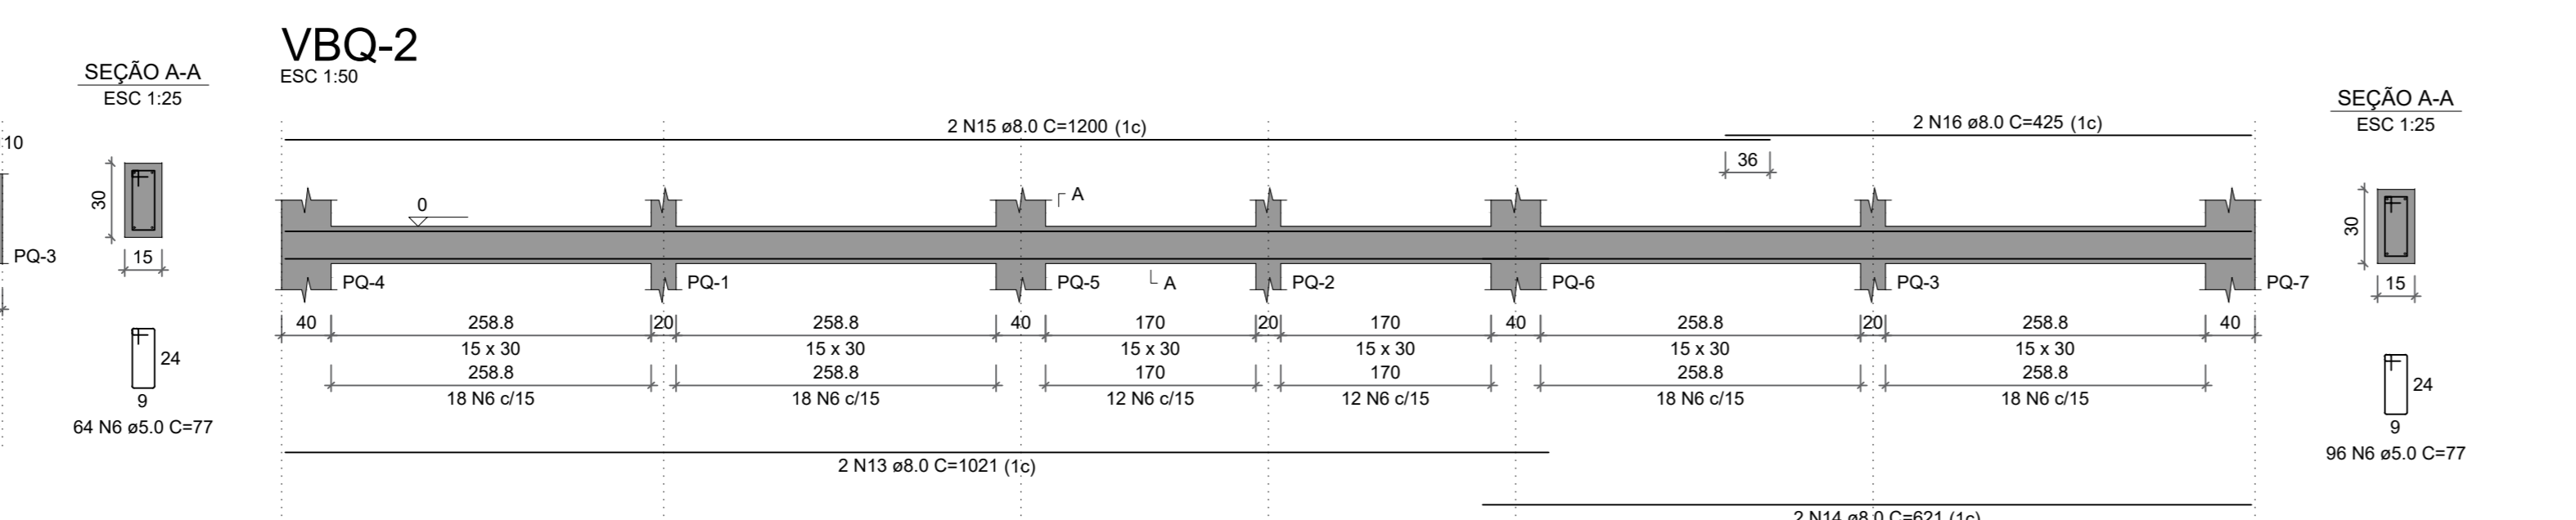 VBQ-2
ESC 1:50
SEÇÃO A-A
ESC 1:25
10
30
15
PQ-3
24
9
64 N6 ø5.0 C=77
2 N15 ø8.0 C=1200 (1c)
2 N16 ø8.0 C=425 (1c)
36
0
A
A
PQ-4
PQ-1
PQ-5
PQ-2
PQ-6
PQ-3
PQ-7
40 258.8 20 258.8 40 170 20 170 40 258.8 20 258.8 40
15 x 30 15 x 30 15 x 30 15 x 30 15 x 30 15 x 30
258.8 258.8 170 170 258.8 258.8
18 N6 c/15 18 N6 c/15 12 N6 c/15 12 N6 c/15 18 N6 c/15 18 N6 c/15
2 N13 ø8.0 C=1021 (1c)
2 N14 ø8.0 C=621 (1c)
SEÇÃO A-A
ESC 1:25
30
15
24
9
96 N6 ø5.0 C=77